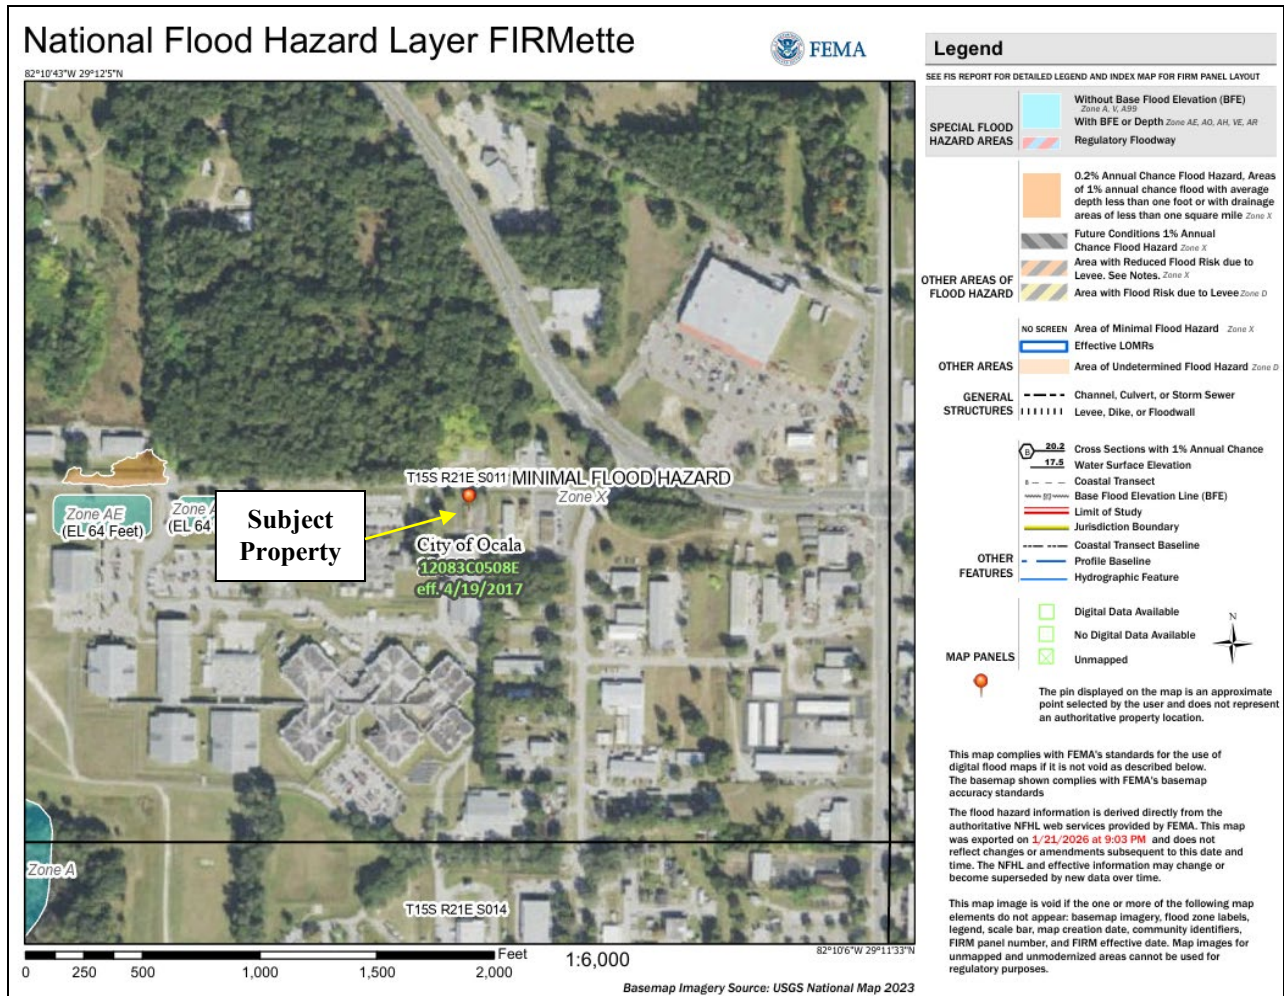 National Flood Hazard Layer FIRMette
FEMA
82°10'43"W 29°12'5"N
T15S R21E S011
MINIMAL FLOOD HAZARD
Zone X
Zone AE
(EL 64 Feet)
(EL 64
Subject
Property
City of Ocala
12083C0508E
eff. 4/19/2017
Zone A
T15S R21E S014
82°10'6"W 29°11'33"N
Feet
1:6,000
0 250 500 1,000 1,500 2,000
Basemap Imagery Source: USGS National Map 2023
Legend
SEE FIS REPORT FOR DETAILED LEGEND AND INDEX MAP FOR FIRM PANEL LAYOUT
SPECIAL FLOOD
HAZARD AREAS
Without Base Flood Elevation (BFE)
Zone A, V, A99
With BFE or Depth Zone AE, AO, AH, VE, AR
Regulatory Floodway
OTHER AREAS OF
FLOOD HAZARD
0.2% Annual Chance Flood Hazard, Areas
of 1% annual chance flood with average
depth less than one foot or with drainage
areas of less than one square mile Zone X
Future Conditions 1% Annual
Chance Flood Hazard Zone X
Area with Reduced Flood Risk due to
Levee. See Notes. Zone X
Area with Flood Risk due to Levee Zone D
OTHER AREAS
NO SCREEN Area of Minimal Flood Hazard Zone X
Effective LOMRs
Area of Undetermined Flood Hazard Zone D
GENERAL
STRUCTURES
Channel, Culvert, or Storm Sewer
Levee, Dike, or Floodwall
OTHER
FEATURES
B 20.2 Cross Sections with 1% Annual Chance
17.5 Water Surface Elevation
Coastal Transect
Base Flood Elevation Line (BFE)
Limit of Study
Jurisdiction Boundary
Coastal Transect Baseline
Profile Baseline
Hydrographic Feature
MAP PANELS
Digital Data Available
No Digital Data Available
Unmapped
N
The pin displayed on the map is an approximate
point selected by the user and does not represent
an authoritative property location.
This map complies with FEMA's standards for the use of
digital flood maps if it is not void as described below.
The basemap shown complies with FEMA's basemap
accuracy standards
The flood hazard information is derived directly from the
authoritative NFHL web services provided by FEMA. This map
was exported on 1/21/2026 at 9:03 PM and does not
reflect changes or amendments subsequent to this date and
time. The NFHL and effective information may change or
become superseded by new data over time.
This map image is void if the one or more of the following map
elements do not appear: basemap imagery, flood zone labels,
legend, scale bar, map creation date, community identifiers,
FIRM panel number, and FIRM effective date. Map images for
unmapped and unmodernized areas cannot be used for
regulatory purposes.